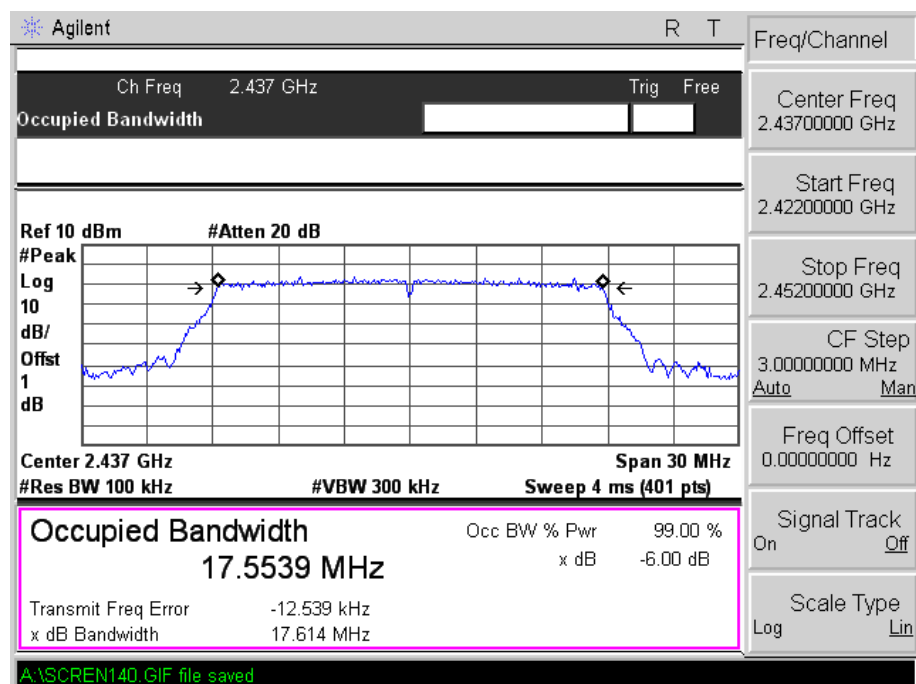 Agilent R T
Ch Freq 2.437 GHz Trig Free
Occupied Bandwidth
Ref 10 dBm #Atten 20 dB
#Peak
Log
10
dB/
Offst
1
dB
Center 2.437 GHz Span 30 MHz
#Res BW 100 kHz #VBW 300 kHz Sweep 4 ms (401 pts)
Occupied Bandwidth Occ BW % Pwr 99.00 %
17.5539 MHz x dB -6.00 dB
Transmit Freq Error -12.539 kHz
x dB Bandwidth 17.614 MHz
A:\SCREN140.GIF file saved
Freq/Channel
Center Freq
2.43700000 GHz
Start Freq
2.42200000 GHz
Stop Freq
2.45200000 GHz
CF Step
3.00000000 MHz
Auto Man
Freq Offset
0.00000000 Hz
Signal Track
On Off
Scale Type
Log Lin